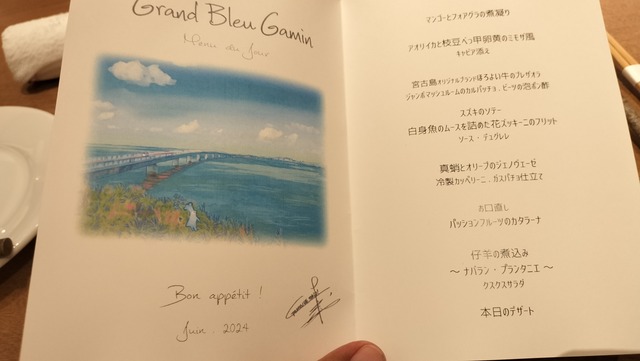 Grand Bleu Gamin
Menu du Jour
Bon appétit !
Juin . 2024
マンゴーとフォアグラの煮凝り
アオリイカと枝豆 べっ甲卵黄のミモザ風
キャビア添え
宮古島オリジナルブランドほろよい牛のブレザオラ
ジャンボマッシュルームのカルパッチョ、ビーツの泡ポン酢
スズキのソテー
白身魚のムースを詰めた花ズッキーニのフリット
ソース・デュグレレ
真蛸とオリーブのジェノヴェーゼ
冷製カッペリーニ、ガスパチョ仕立て
お口直し
パッションフルーツのカタラーナ
仔羊の煮込み
～ ナバラン・プランタニエ ～
クスクスサラダ
本日のデザート